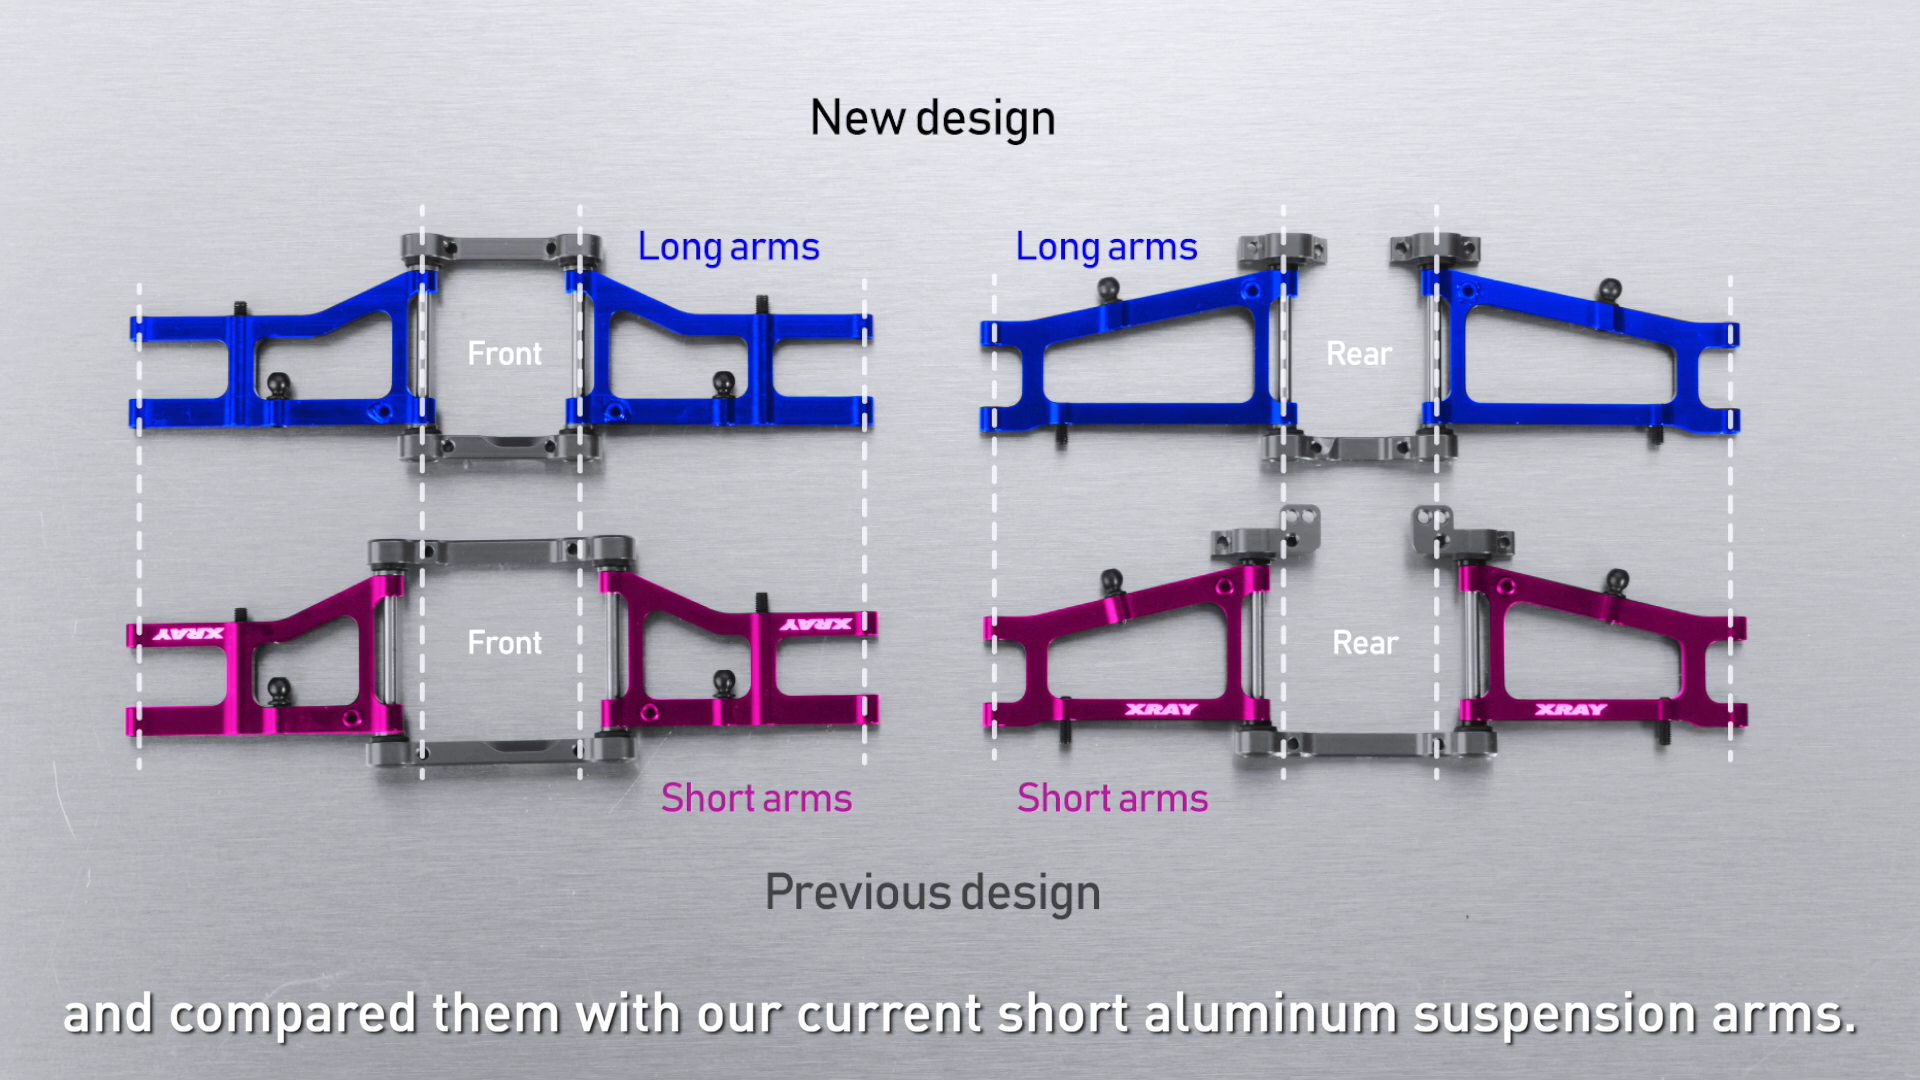 New design
Long arms
Long arms
Front
Rear
XRAY
XRAY
Front
Rear
XRAY
XRAY
Short arms
Short arms
Previous design
and compared them with our current short aluminum suspension arms.